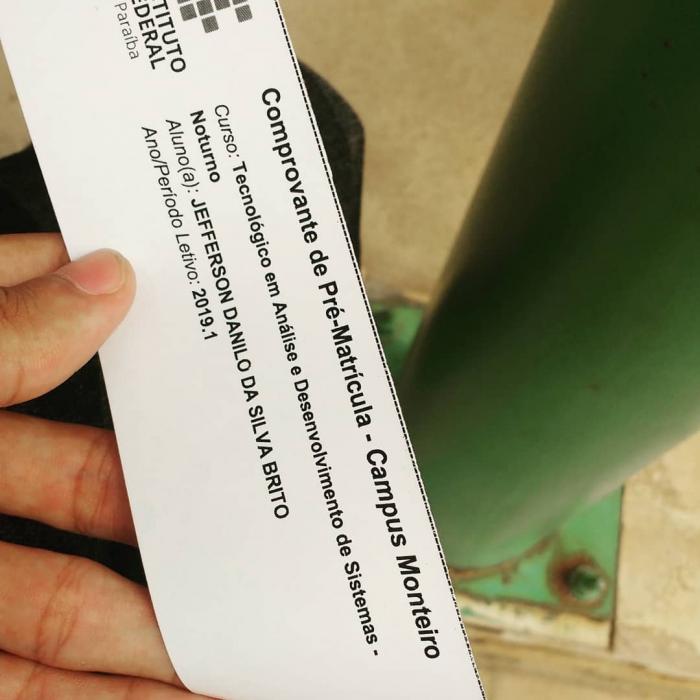 TITUTO
EDERAL
Paraíba
Comprovante de Pré-Matrícula - Campus Monteiro
Curso: Tecnológico em Análise e Desenvolvimento de Sistemas -
Noturno
Aluno(a): JEFFERSON DANILO DA SILVA BRITO
Ano/Período Letivo: 2019.1